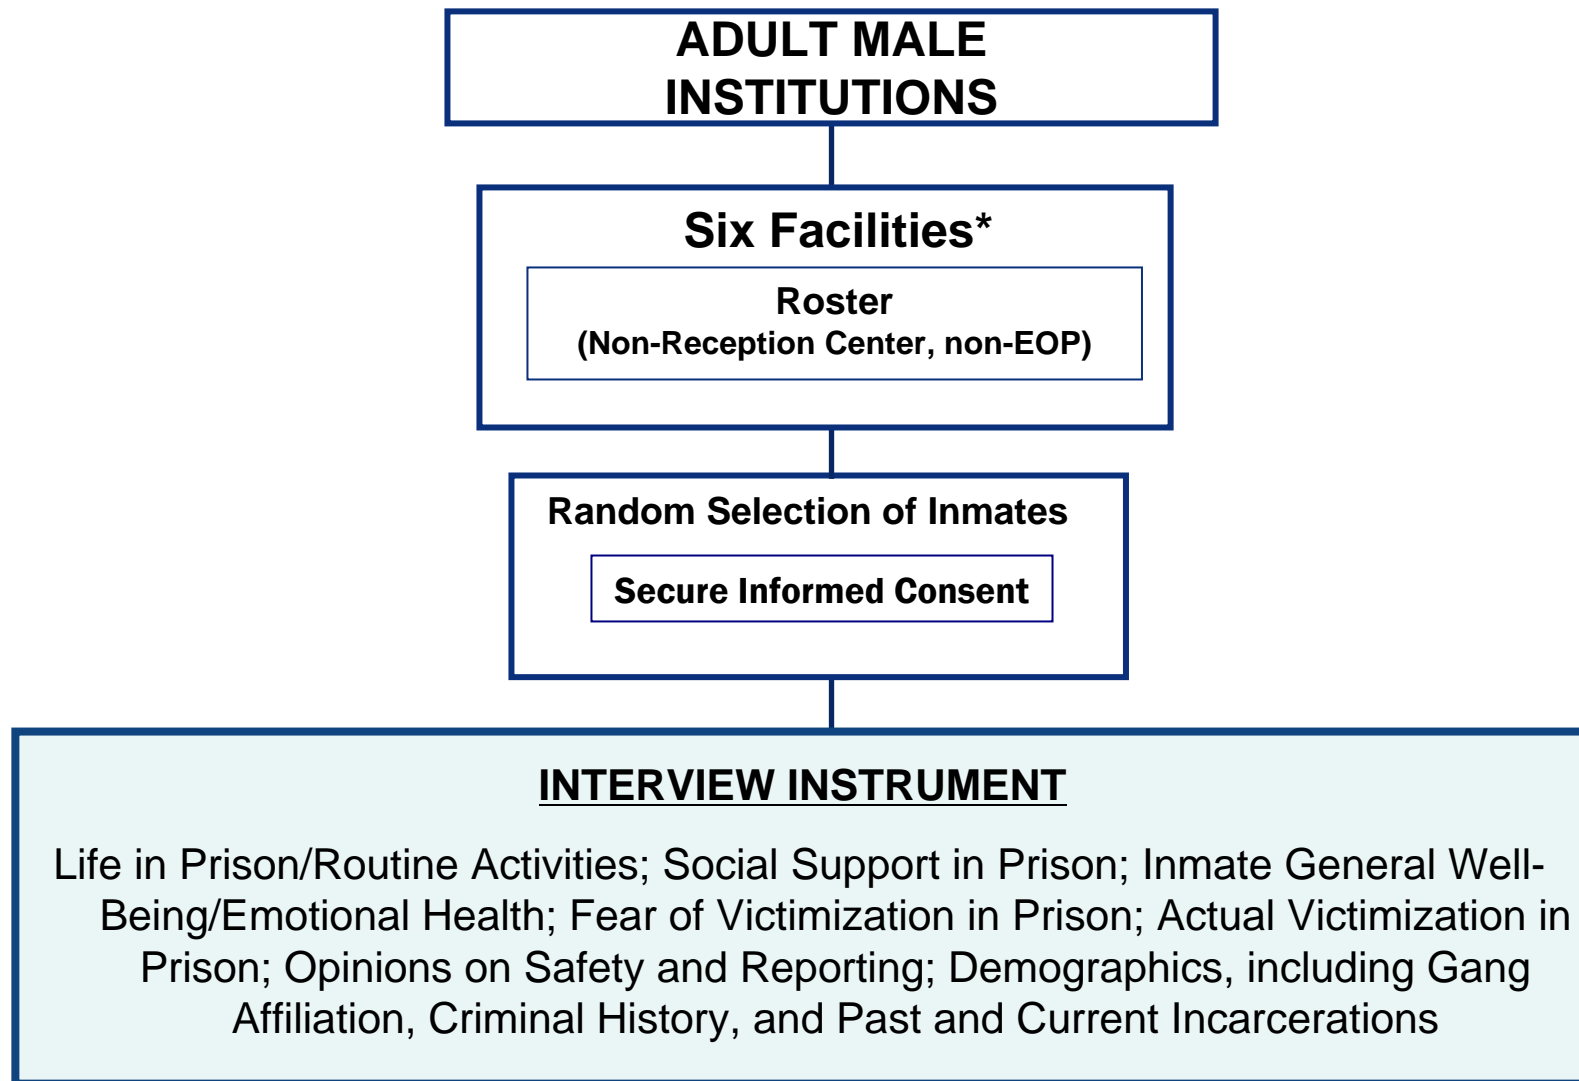 ADULT MALE
INSTITUTIONS
Six Facilities*
Roster
(Non-Reception Center, non-EOP)
Random Selection of Inmates
Secure Informed Consent
INTERVIEW INSTRUMENT
Life in Prison/Routine Activities; Social Support in Prison; Inmate General Well-
Being/Emotional Health; Fear of Victimization in Prison; Actual Victimization in
Prison; Opinions on Safety and Reporting; Demographics, including Gang
Affiliation, Criminal History, and Past and Current Incarcerations